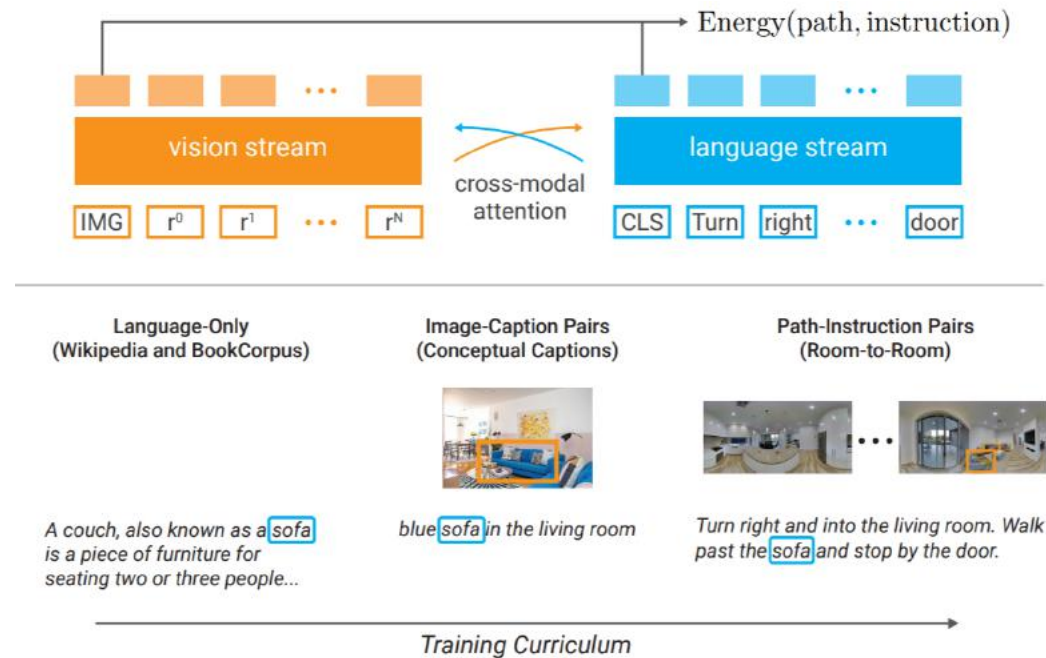 Energy(path, instruction)
vision stream
language stream
cross-modal
attention
IMG r⁰ r¹ ••• rᴺ
CLS Turn right ••• door
Language-Only
(Wikipedia and BookCorpus)
Image-Caption Pairs
(Conceptual Captions)
Path-Instruction Pairs
(Room-to-Room)
A couch, also known as a sofa
is a piece of furniture for
seating two or three people...
blue sofa in the living room
Turn right and into the living room. Walk
past the sofa and stop by the door.
Training Curriculum